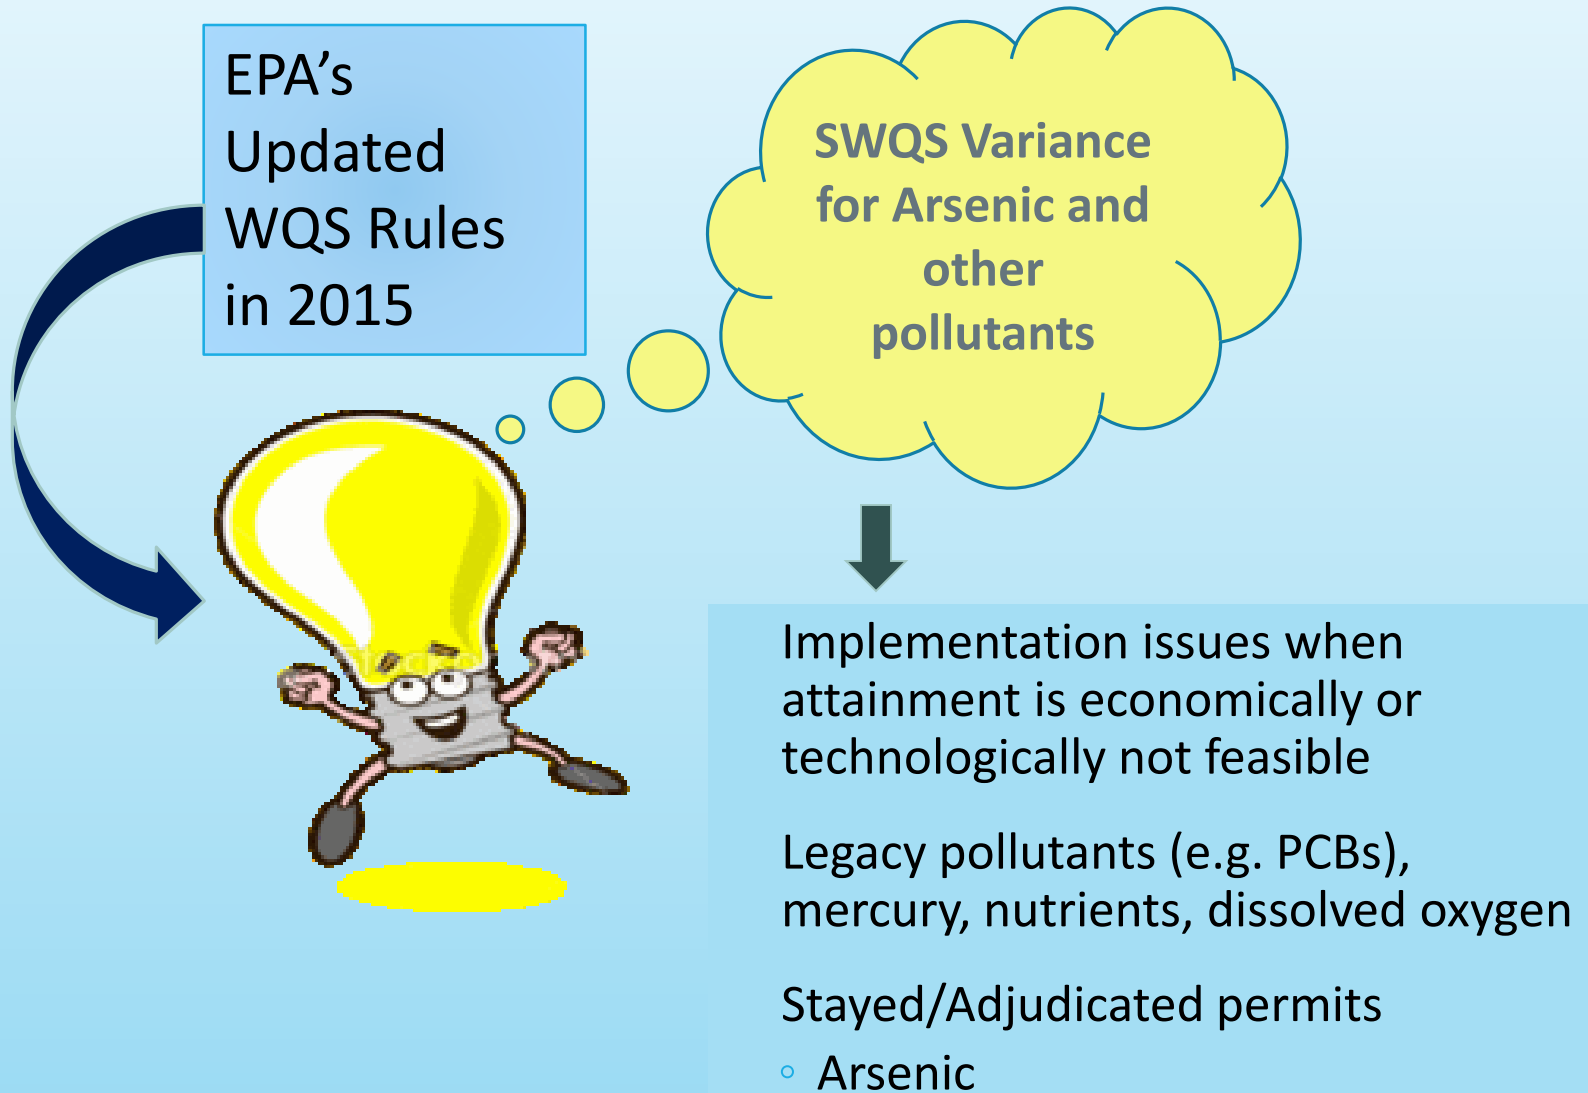 EPA’s
Updated
WQS Rules
in 2015
SWQS Variance
for Arsenic and
other
pollutants
Implementation issues when
attainment is economically or
technologically not feasible
Legacy pollutants (e.g. PCBs),
mercury, nutrients, dissolved oxygen
Stayed/Adjudicated permits
◦ Arsenic